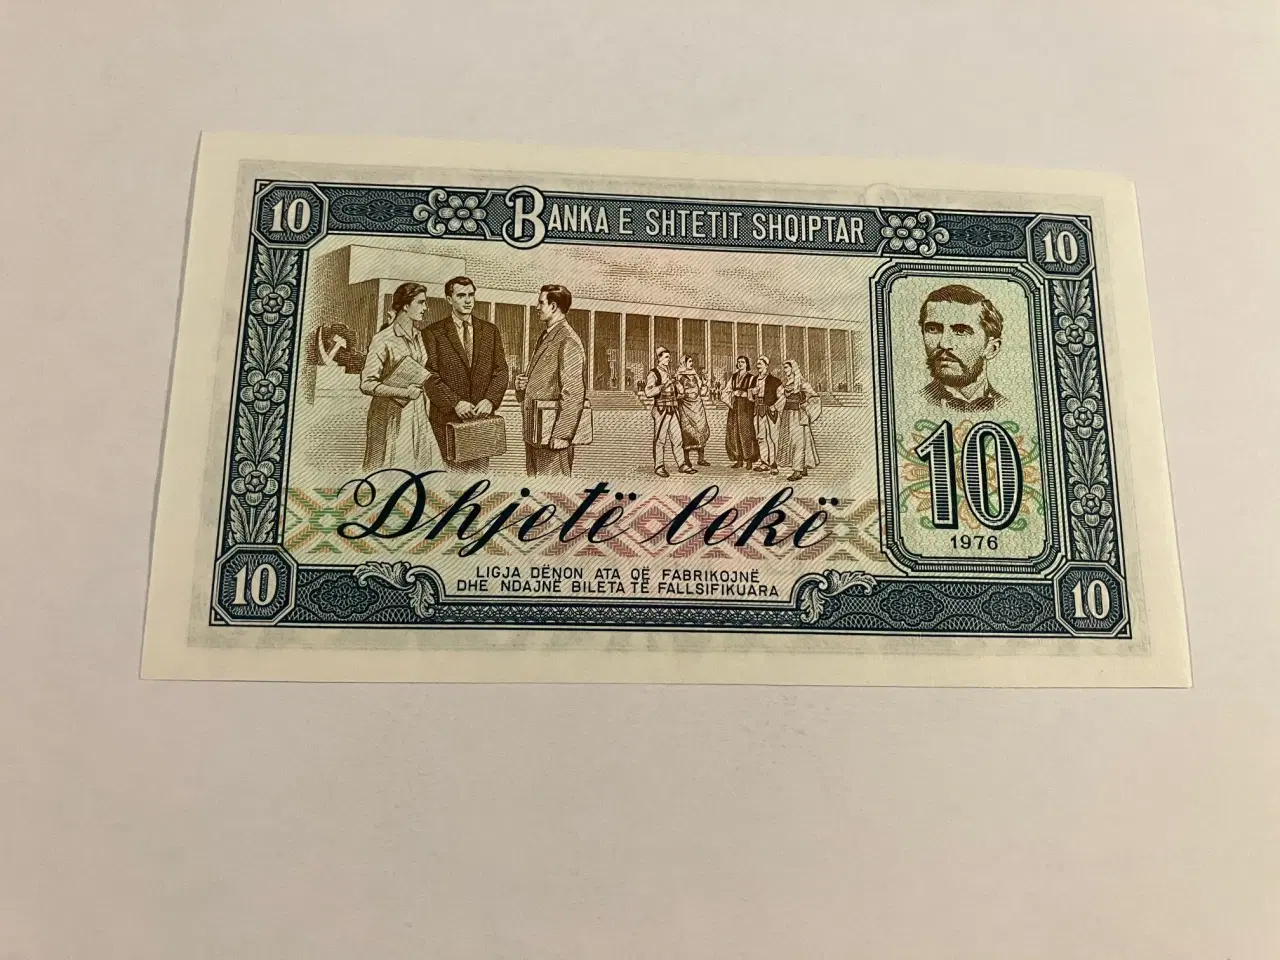 10 BANKA E SHTETIT SHQIPTAR 10
Dhjetë lekë
10
1976
LIGJA DËNON ATA QË FABRIKOJNË
DHE NDAJNË BILETA TË FALLSIFIKUARA
10 10